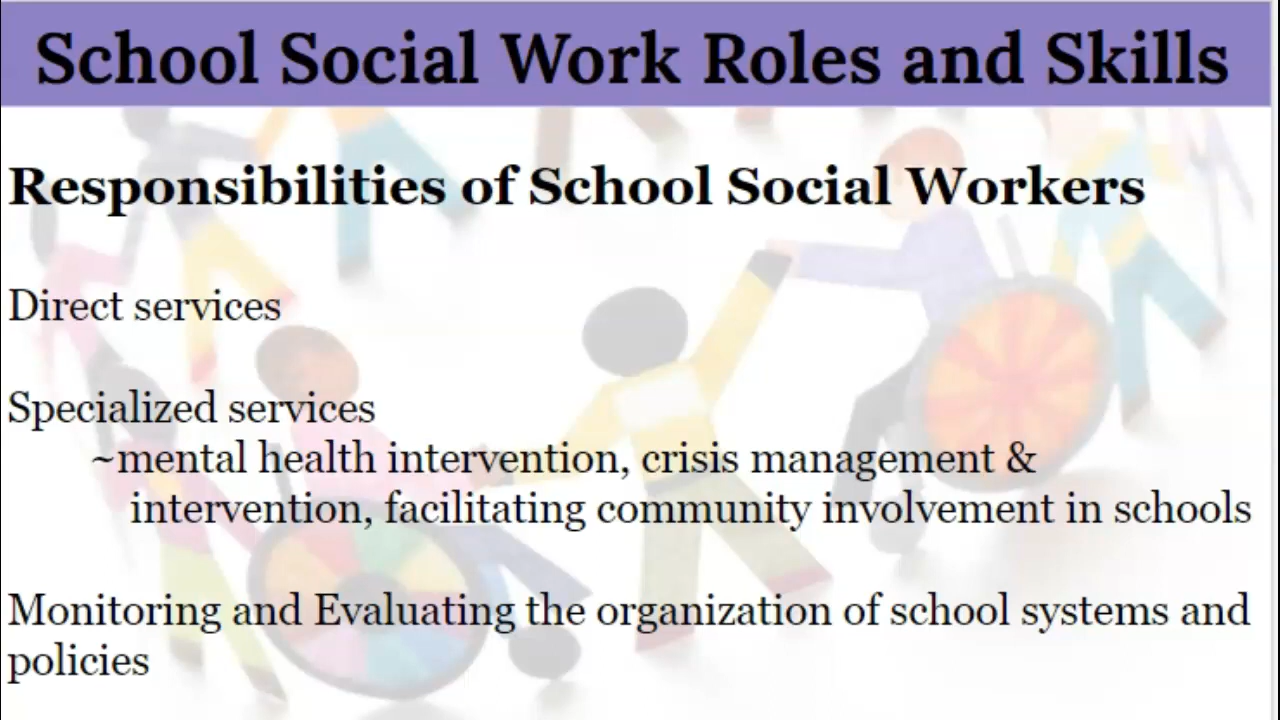 School Social Work Roles and Skills
Responsibilities of School Social Workers
Direct services
Specialized services
~mental health intervention, crisis management &
intervention, facilitating community involvement in schools
Monitoring and Evaluating the organization of school systems and
policies